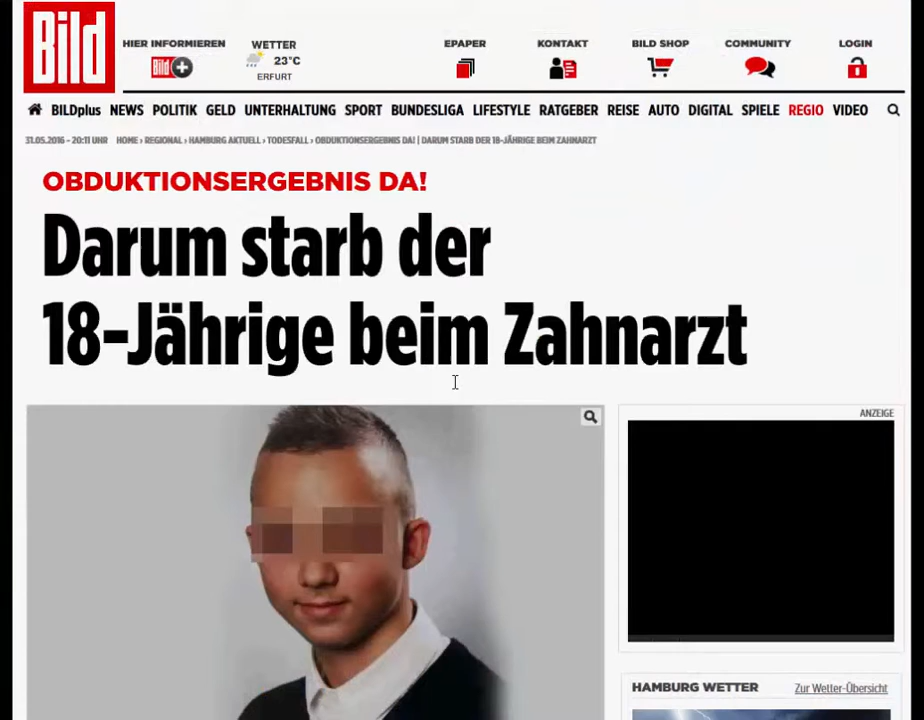 Bild
HIER INFORMIEREN
Bild
WETTER
23°C
ERFURT
EPAPER
KONTAKT
BILD SHOP
COMMUNITY
LOGIN
BILDplus NEWS POLITIK GELD UNTERHALTUNG SPORT BUNDESLIGA LIFESTYLE RATGEBER REISE AUTO DIGITAL SPIELE REGIO VIDEO
31.05.2016 - 20:11 UHR HOME › REGIONAL › HAMBURG AKTUELL › TODESFALL › OBDUKTIONSERGEBNIS DA! | DARUM STARB DER 18-JÄHRIGE BEIM ZAHNARZT
OBDUKTIONSERGEBNIS DA!
Darum starb der
18-Jährige beim Zahnarzt
ANZEIGE
HAMBURG WETTER
Zur Wetter-Übersicht